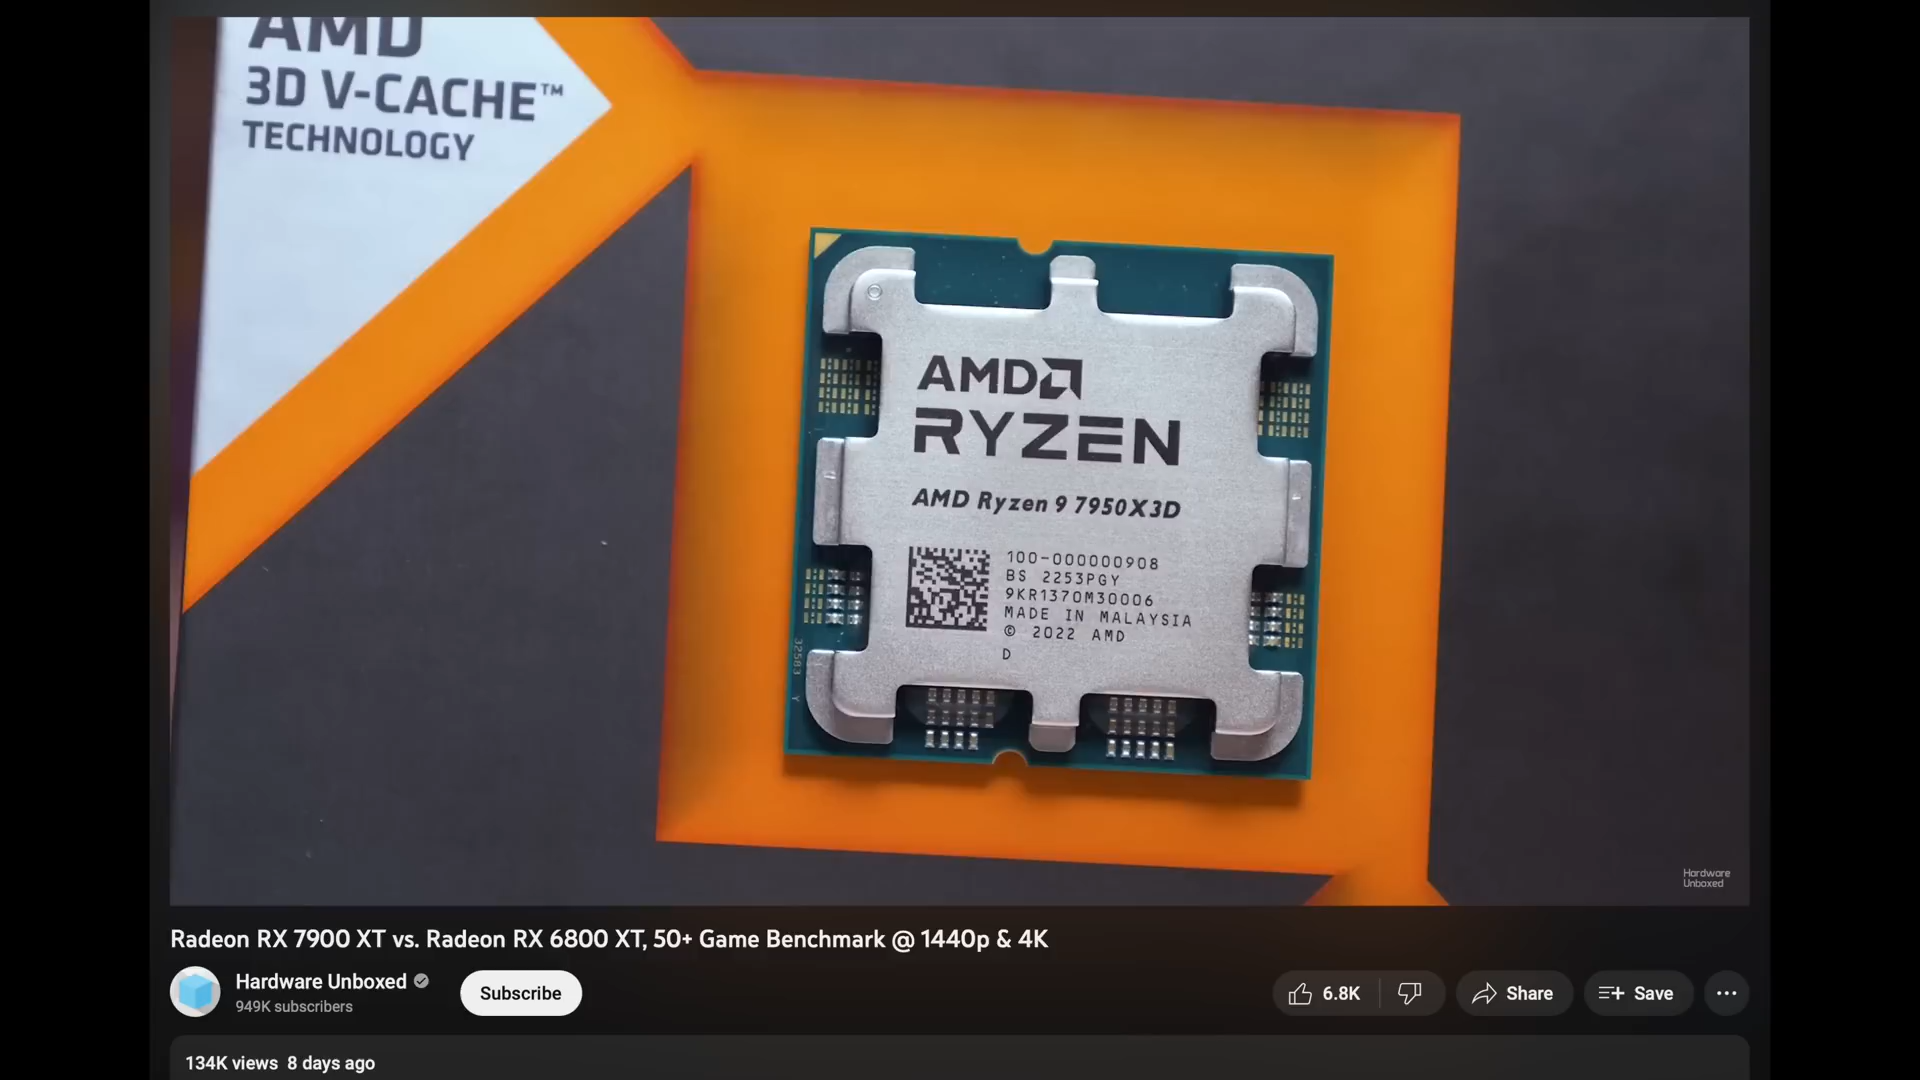 AMD
3D V-CACHE™
TECHNOLOGY
AMD
RYZEN
AMD Ryzen 9 7950X3D
100-000000908
BS 2253PGY
9KR1370M30006
MADE IN MALAYSIA
© 2022 AMD
D
32583 Y
Hardware
Unboxed
Radeon RX 7900 XT vs. Radeon RX 6800 XT, 50+ Game Benchmark @ 1440p & 4K
Hardware Unboxed
949K subscribers
Subscribe
6.8K
Share
Save
134K views 8 days ago